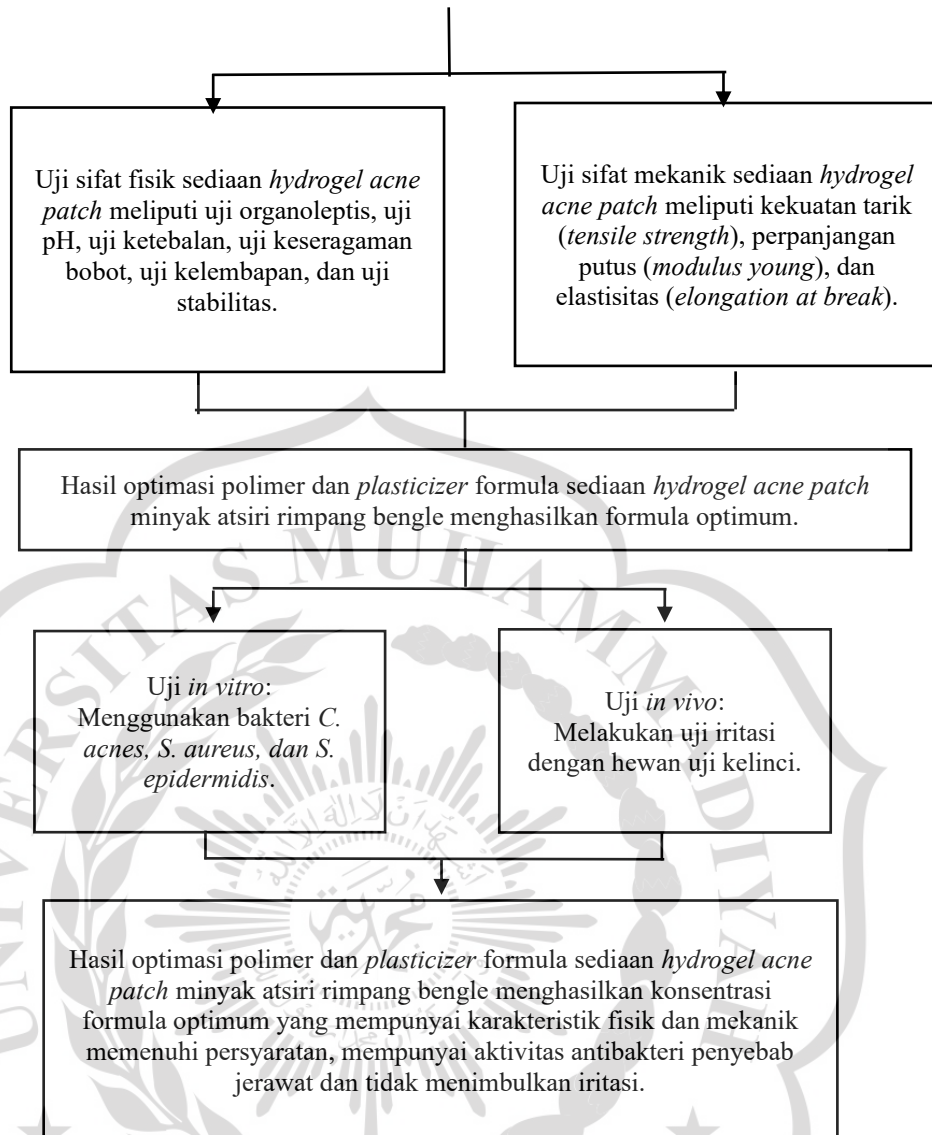 Uji sifat fisik sediaan hydrogel acne
patch meliputi uji organoleptis, uji
pH, uji ketebalan, uji keseragaman
bobot, uji kelembapan, dan uji
stabilitas.
Uji sifat mekanik sediaan hydrogel
acne patch meliputi kekuatan tarik
(tensile strength), perpanjangan
putus (modulus young), dan
elastisitas (elongation at break).
Hasil optimasi polimer dan plasticizer formula sediaan hydrogel acne patch
minyak atsiri rimpang bengle menghasilkan formula optimum.
Uji in vitro:
Menggunakan bakteri C.
acnes, S. aureus, dan S.
epidermidis.
Uji in vivo:
Melakukan uji iritasi
dengan hewan uji kelinci.
Hasil optimasi polimer dan plasticizer formula sediaan hydrogel acne
patch minyak atsiri rimpang bengle menghasilkan konsentrasi
formula optimum yang mempunyai karakteristik fisik dan mekanik
memenuhi persyaratan, mempunyai aktivitas antibakteri penyebab
jerawat dan tidak menimbulkan iritasi.
UNIVERSITAS MUHAMMADIYAH